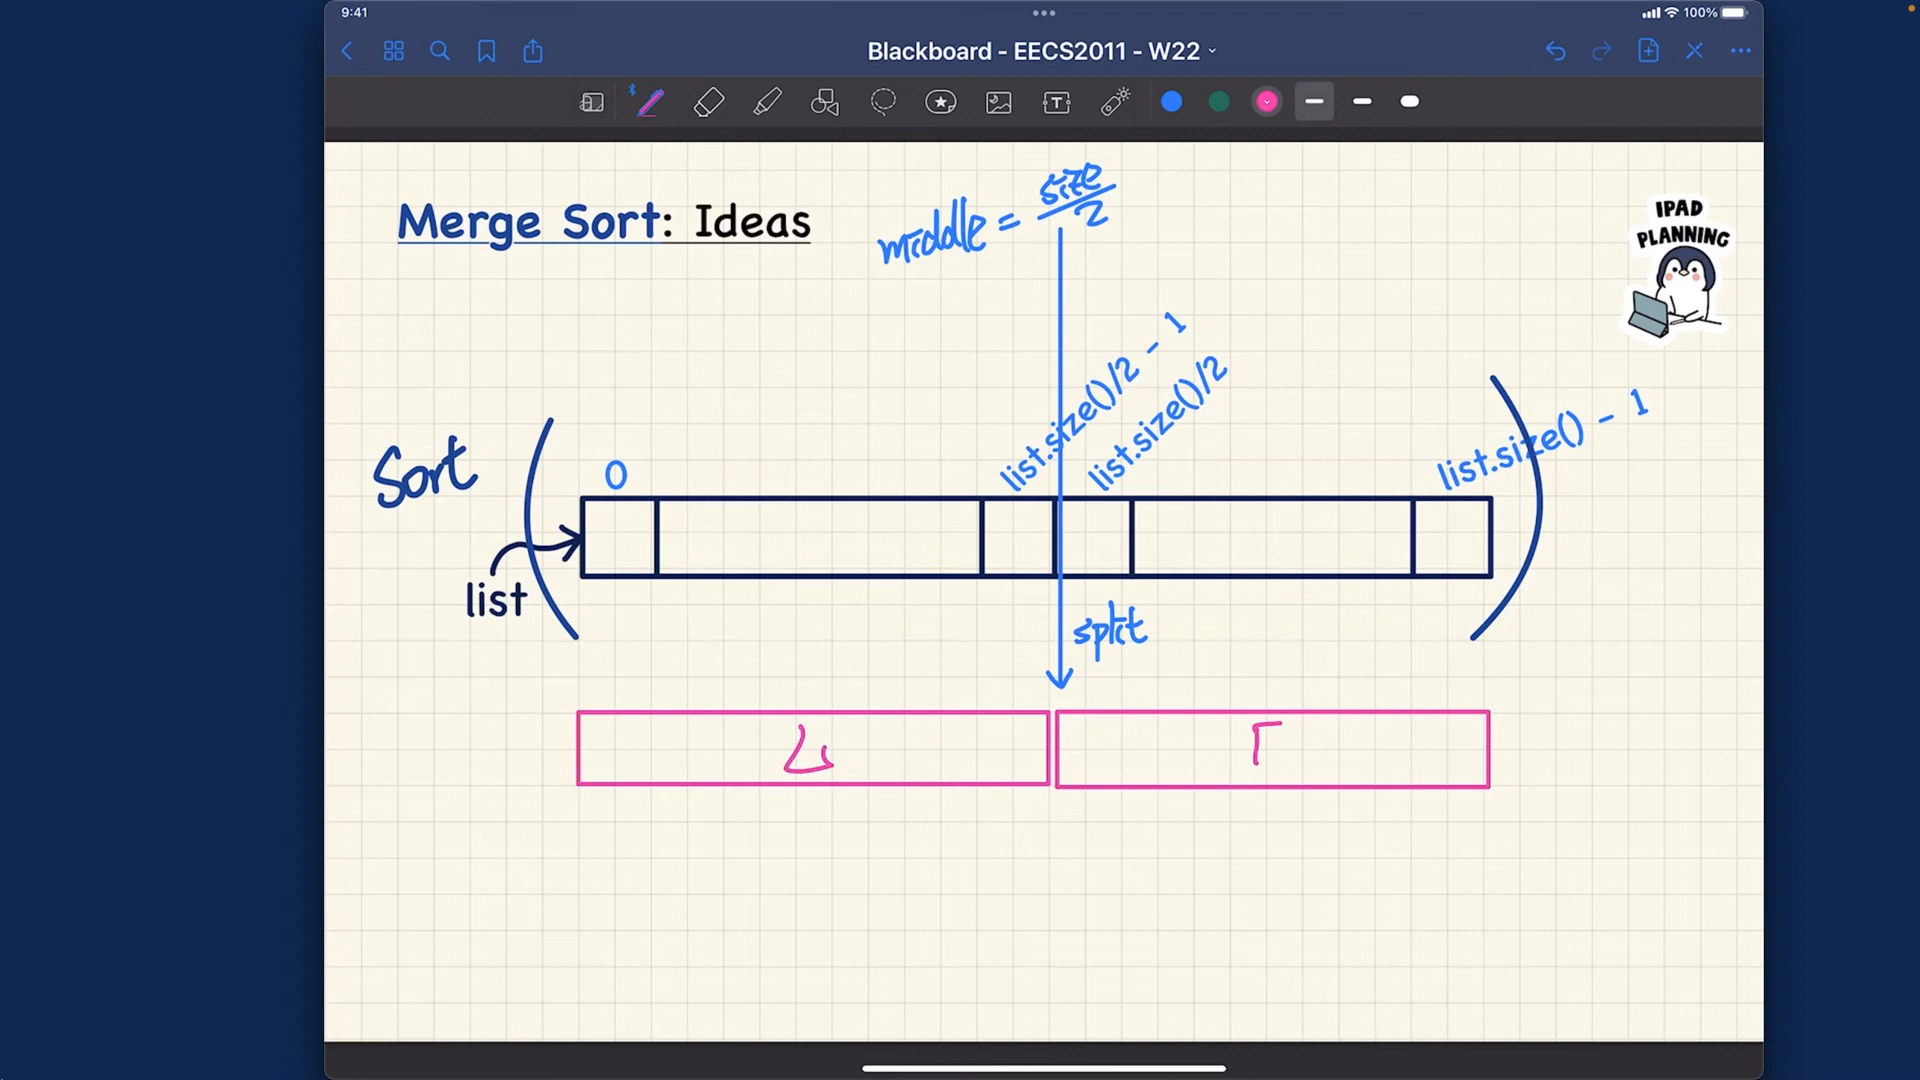 9:41
100%
Blackboard - EECS2011 - W22
Merge Sort: Ideas
middle = size/2
IPAD
PLANNING
list.size()/2 - 1
list.size()/2
list.size() - 1
Sort
0
list
split
L